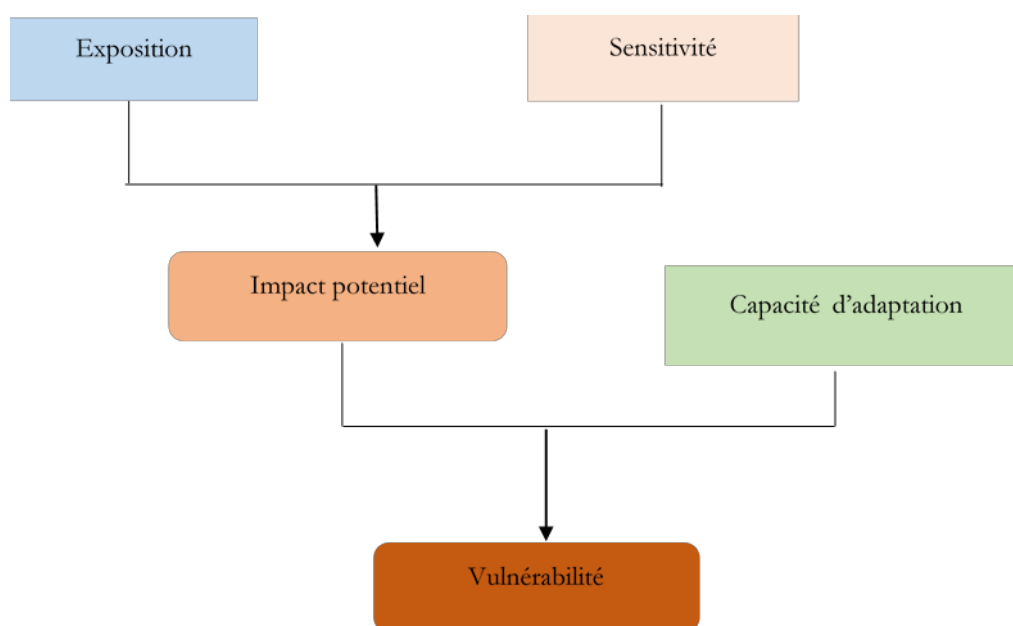 Exposition
Sensitivité
Impact potentiel
Capacité d’adaptation
Vulnérabilité